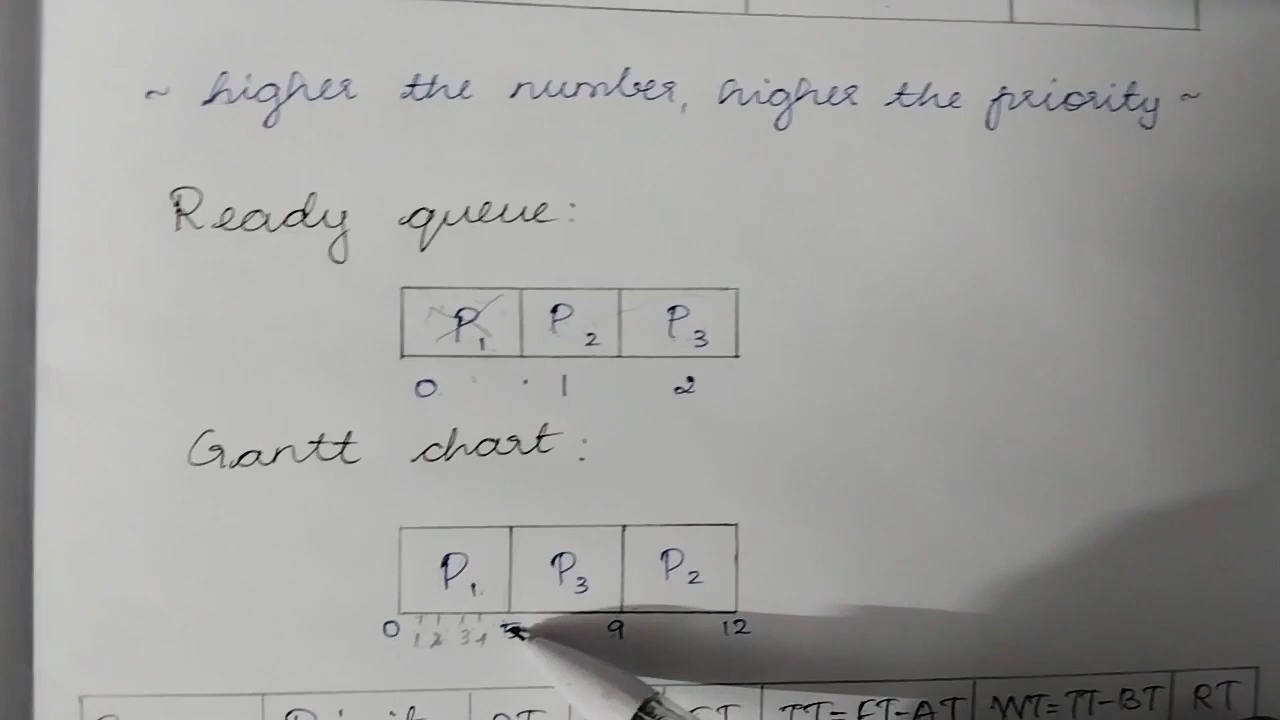 ~ higher the number, higher the priority ~
Ready queue:
P1 P2 P3
0 1 2
Gantt chart:
P1 P3 P2
0 1 2 3 4 9 12
TT=FT-AT WT=TT-BT RT